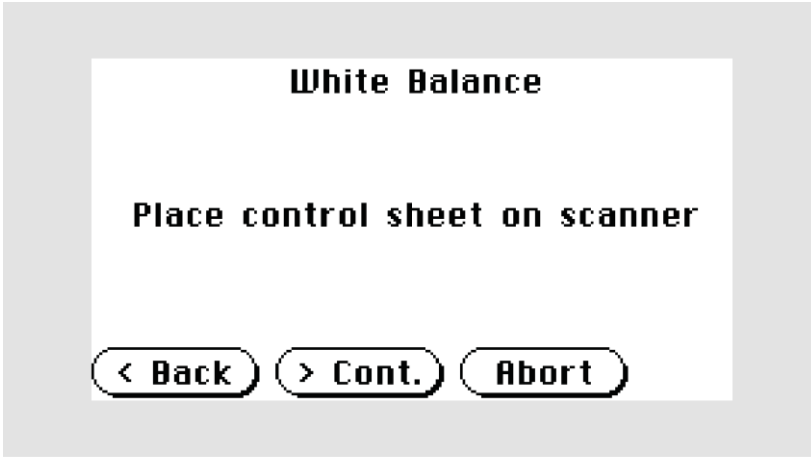 White Balance
Place control sheet on scanner
< Back > Cont. Abort